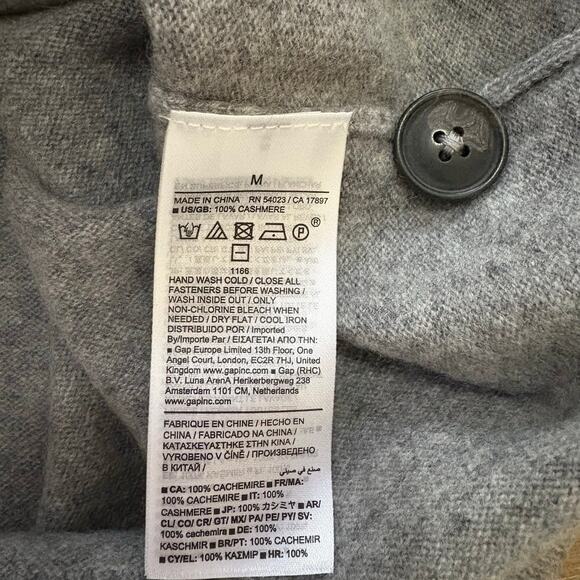 M
MADE IN CHINA RN 54023 / CA 17897
■ US/GB: 100% CASHMERE
P ®
1166
HAND WASH COLD / CLOSE ALL
FASTENERS BEFORE WASHING /
WASH INSIDE OUT / ONLY
NON-CHLORINE BLEACH WHEN
NEEDED / DRY FLAT / COOL IRON
DISTRIBUIDO POR / Imported
By/Importe Par / ΕΙΣΑΓΕΤΑΙ ΑΠΟ ΤΗΝ:
■ Gap Europe Limited 13th Floor, One
Angel Court, London, EC2R 7HJ, United
Kingdom www.gapinc.com ■ Gap (RHC)
B.V. Luna ArenA Herikerbergweg 238
Amsterdam 1101 CM, Netherlands
www.gapinc.com
FABRIQUE EN CHINE / HECHO EN
CHINA / FABRICADO NA CHINA /
ΚΑΤΑΣΚΕΥΑΣΤΗΚΕ ΣΤΗΝ ΚΙΝΑ /
VYROBENO V ČÍNĚ / ПРОИЗВЕДЕНО
В КИТАЙ / صنع في صيني
■ CA: 100% CACHEMIRE ■ FR/MA:
100% CACHEMIRE ■ IT: 100%
CASHMERE ■ JP: 100% カシミヤ ■ AR/
CL/ CO/ CR/ GT/ MX/ PA/ PE/ PY/ SV:
100% cachemira ■ DE: 100%
KASCHMIR ■ BR/PT: 100% CACHEMIRE
■ CY/EL: 100% ΚΑΣΜΙΡ ■ HR: 100%